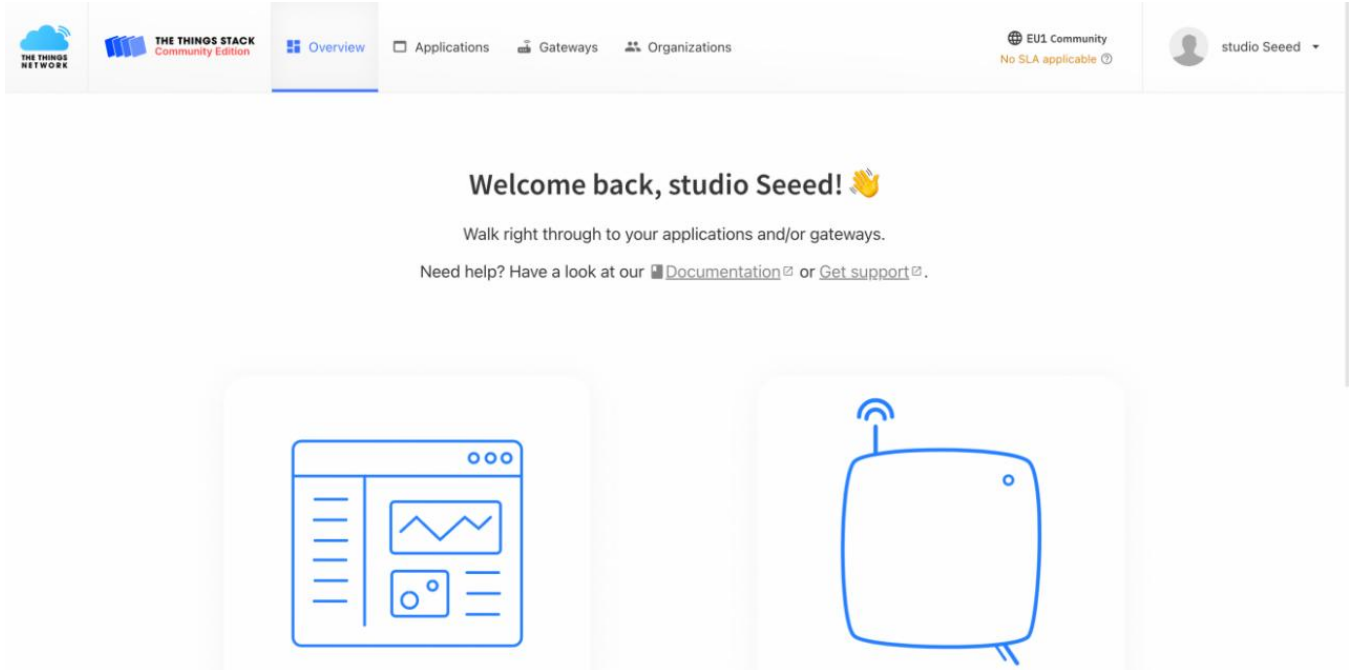 THE THINGS
NETWORK
THE THINGS STACK
Community Edition
Overview
Applications
Gateways
Organizations
EU1 Community
No SLA applicable
studio Seeed
Welcome back, studio Seeed! 👋
Walk right through to your applications and/or gateways.
Need help? Have a look at our Documentation or Get support.